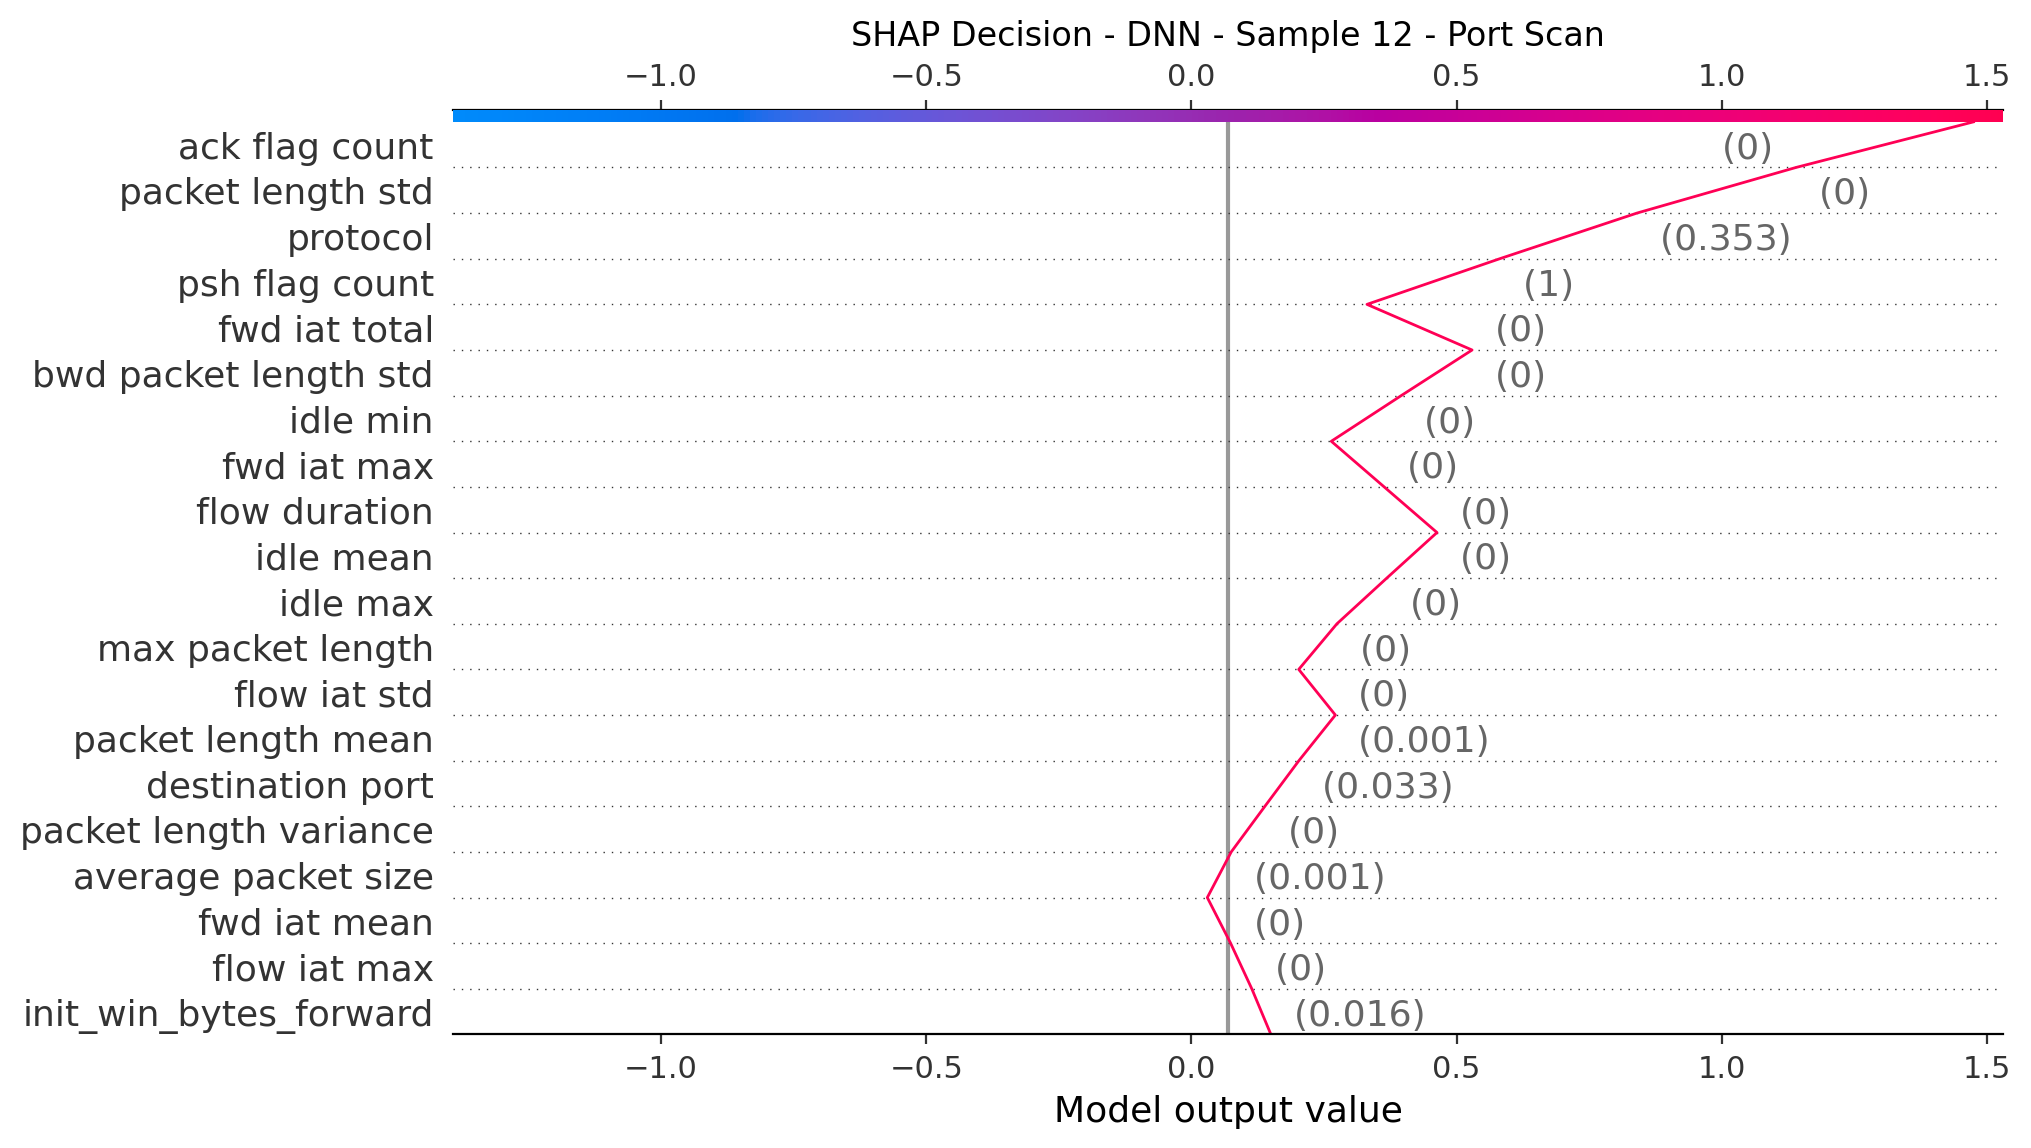 SHAP Decision - DNN - Sample 12 - Port Scan
−1.0 −0.5 0.0 0.5 1.0 1.5
ack flag count (0)
packet length std (0)
protocol (0.353)
psh flag count (1)
fwd iat total (0)
bwd packet length std (0)
idle min (0)
fwd iat max (0)
flow duration (0)
idle mean (0)
idle max (0)
max packet length (0)
flow iat std (0)
packet length mean (0.001)
destination port (0.033)
packet length variance (0)
average packet size (0.001)
fwd iat mean (0)
flow iat max (0)
init_win_bytes_forward (0.016)
−1.0 −0.5 0.0 0.5 1.0 1.5
Model output value